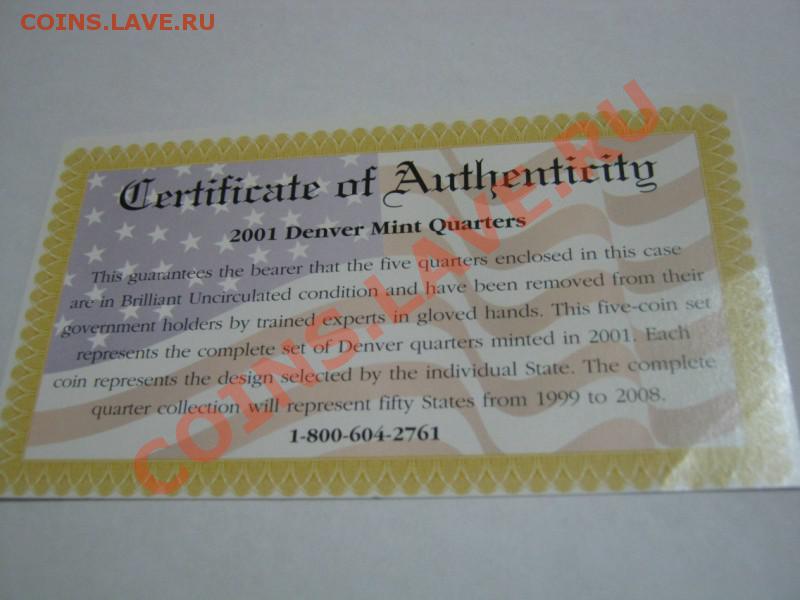 COINS.LAVE.RU
Certificate of Authenticity
2001 Denver Mint Quarters
This guarantees the bearer that the five quarters enclosed in this case
are in Brilliant Uncirculated condition and have been removed from their
government holders by trained experts in gloved hands. This five-coin set
represents the complete set of Denver quarters minted in 2001. Each
coin represents the design selected by the individual State. The complete
quarter collection will represent fifty States from 1999 to 2008.
1-800-604-2761
COINS.LAVE.RU